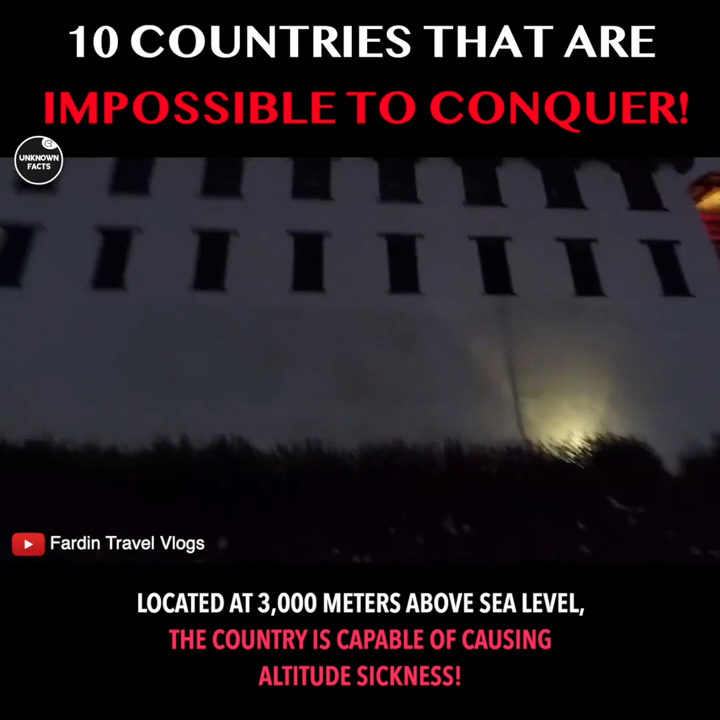 10 COUNTRIES THAT ARE
IMPOSSIBLE TO CONQUER!
UNKNOWN
FACTS
Fardin Travel Vlogs
LOCATED AT 3,000 METERS ABOVE SEA LEVEL,
THE COUNTRY IS CAPABLE OF CAUSING
ALTITUDE SICKNESS!